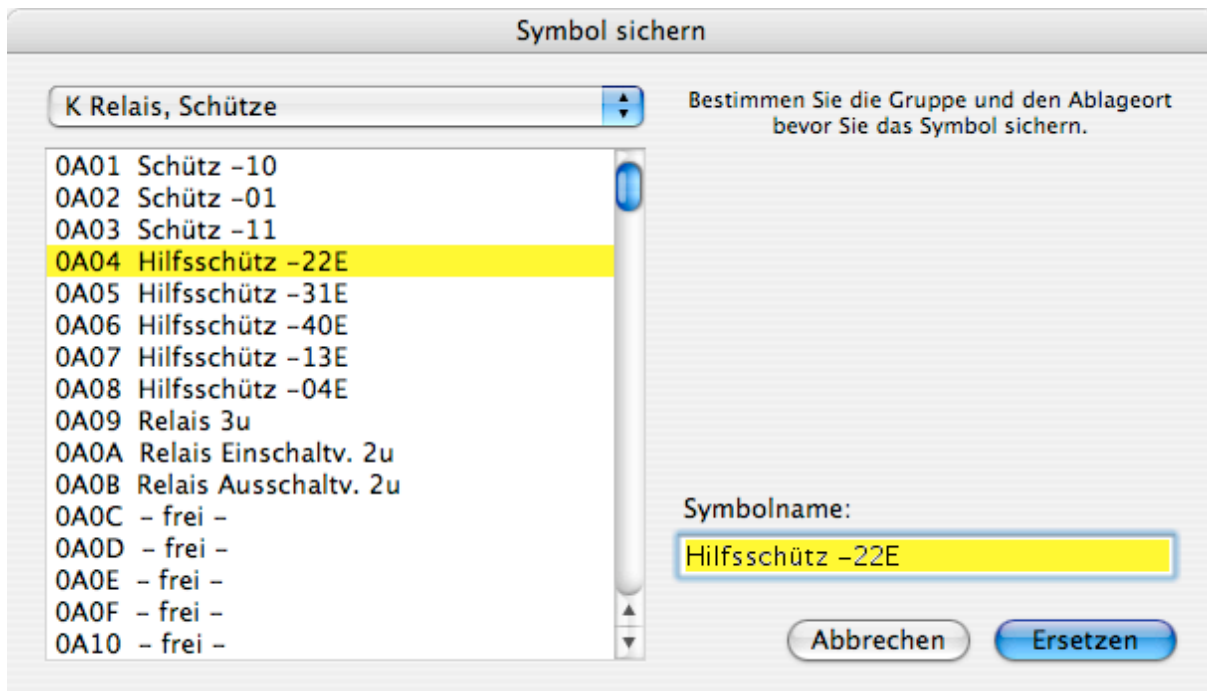 Symbol sichern
K Relais, Schütze
Bestimmen Sie die Gruppe und den Ablageort
bevor Sie das Symbol sichern.
0A01 Schütz -10
0A02 Schütz -01
0A03 Schütz -11
0A04 Hilfsschütz -22E
0A05 Hilfsschütz -31E
0A06 Hilfsschütz -40E
0A07 Hilfsschütz -13E
0A08 Hilfsschütz -04E
0A09 Relais 3u
0A0A Relais Einschaltv. 2u
0A0B Relais Ausschaltv. 2u
0A0C - frei -
0A0D - frei -
0A0E - frei -
0A0F - frei -
0A10 - frei -
Symbolname:
Hilfsschütz -22E
Abbrechen
Ersetzen